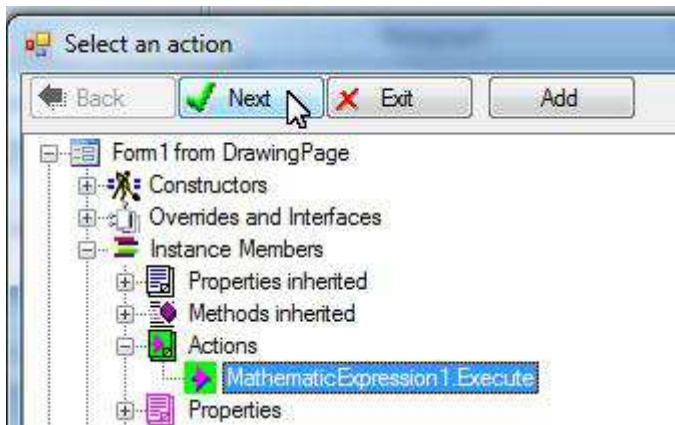 Select an action
Back Next Exit Add
Form1 from DrawingPage
Constructors
Overrides and Interfaces
Instance Members
Properties inherited
Methods inherited
Actions
MathematicExpression1.Execute
Properties